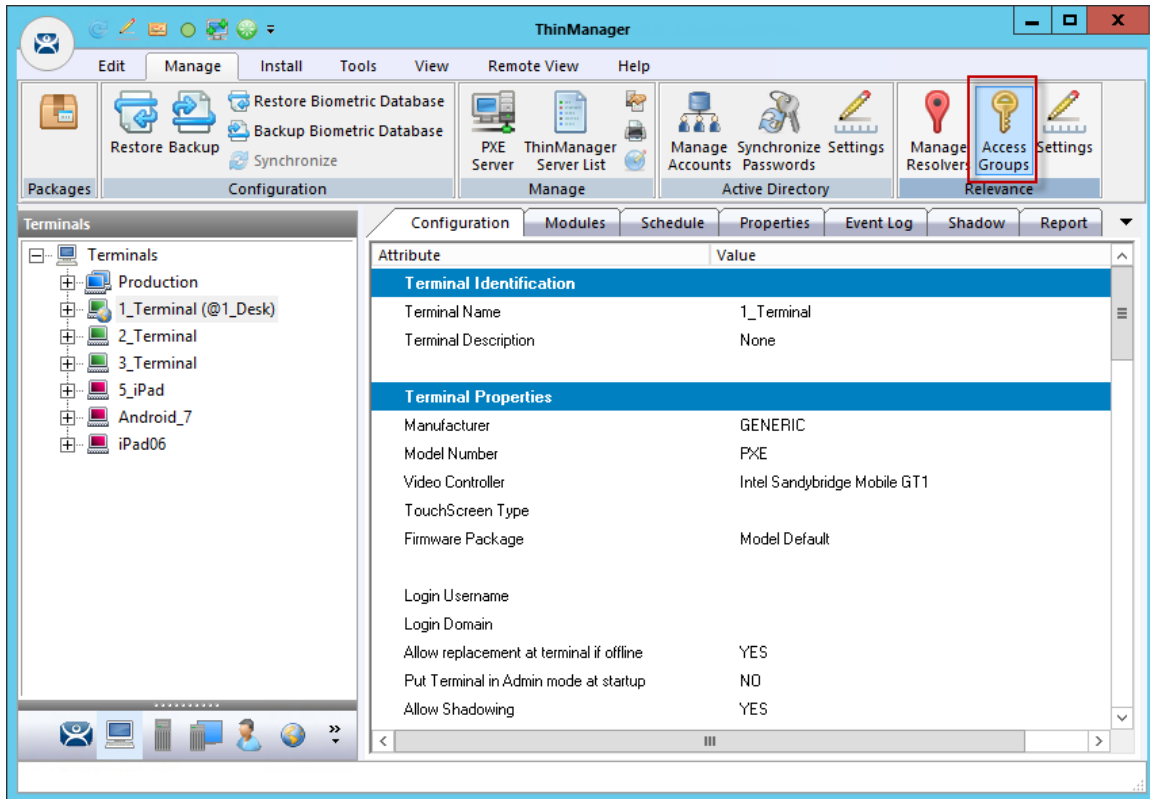 ThinManager
Edit Manage Install Tools View Remote View Help
Restore Biometric Database
Backup Biometric Database
Synchronize
Restore Backup
PXE Server
ThinManager Server List
Manage Accounts
Synchronize Passwords
Settings
Manage Resolvers
Access Groups
Settings
Packages Configuration Manage Active Directory Relevance
Terminals
Terminals
Production
1_Terminal (@1_Desk)
2_Terminal
3_Terminal
5_iPad
Android_7
iPad06
Configuration Modules Schedule Properties Event Log Shadow Report
Attribute Value
Terminal Identification
Terminal Name 1_Terminal
Terminal Description None
Terminal Properties
Manufacturer GENERIC
Model Number PXE
Video Controller Intel Sandybridge Mobile GT1
TouchScreen Type
Firmware Package Model Default
Login Username
Login Domain
Allow replacement at terminal if offline YES
Put Terminal in Admin mode at startup NO
Allow Shadowing YES